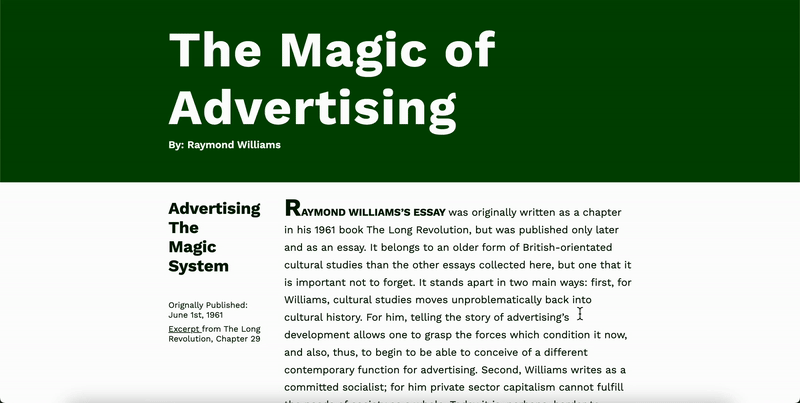 The Magic of
Advertising
By: Raymond Williams
Advertising
The
Magic
System
Orignally Published:
June 1st, 1961
Excerpt from The Long
Revolution, Chapter 29
RAYMOND WILLIAMS'S ESSAY was originally written as a chapter
in his 1961 book The Long Revolution, but was published only later
and as an essay. It belongs to an older form of British-orientated
cultural studies than the other essays collected here, but one that it
is important not to forget. It stands apart in two main ways: first, for
Williams, cultural studies moves unproblematically back into
cultural history. For him, telling the story of advertising's
development allows one to grasp the forces which condition it now,
and also, thus, to begin to be able to conceive of a different
contemporary function for advertising. Second, Williams writes as a
committed socialist; for him private sector capitalism cannot fulfill